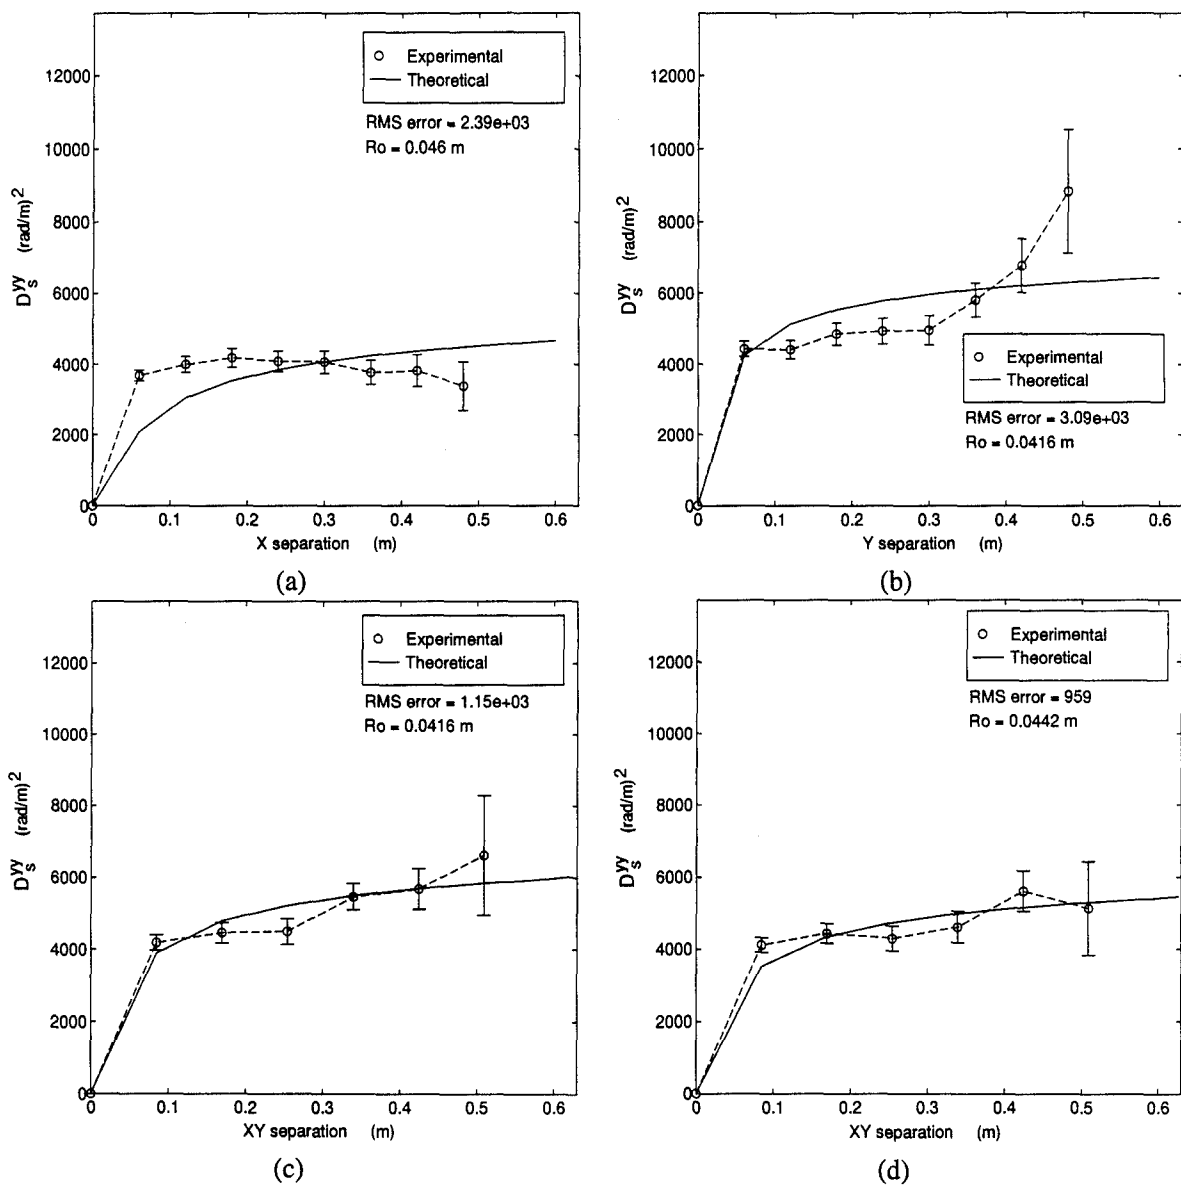 12000
10000
8000
6000
4000
2000
0
D_s^yy (rad/m)^2
Experimental
Theoretical
RMS error = 2.39e+03
Ro = 0.046 m
0 0.1 0.2 0.3 0.4 0.5 0.6
X separation (m)
(a)
12000
10000
8000
6000
4000
2000
0
D_s^yy (rad/m)^2
Experimental
Theoretical
RMS error = 3.09e+03
Ro = 0.0416 m
0 0.1 0.2 0.3 0.4 0.5 0.6
Y separation (m)
(b)
12000
10000
8000
6000
4000
2000
0
D_s^yy (rad/m)^2
Experimental
Theoretical
RMS error = 1.15e+03
Ro = 0.0416 m
0 0.1 0.2 0.3 0.4 0.5 0.6
XY separation (m)
(c)
12000
10000
8000
6000
4000
2000
0
D_s^yy (rad/m)^2
Experimental
Theoretical
RMS error = 959
Ro = 0.0442 m
0 0.1 0.2 0.3 0.4 0.5 0.6
XY separation (m)
(d)